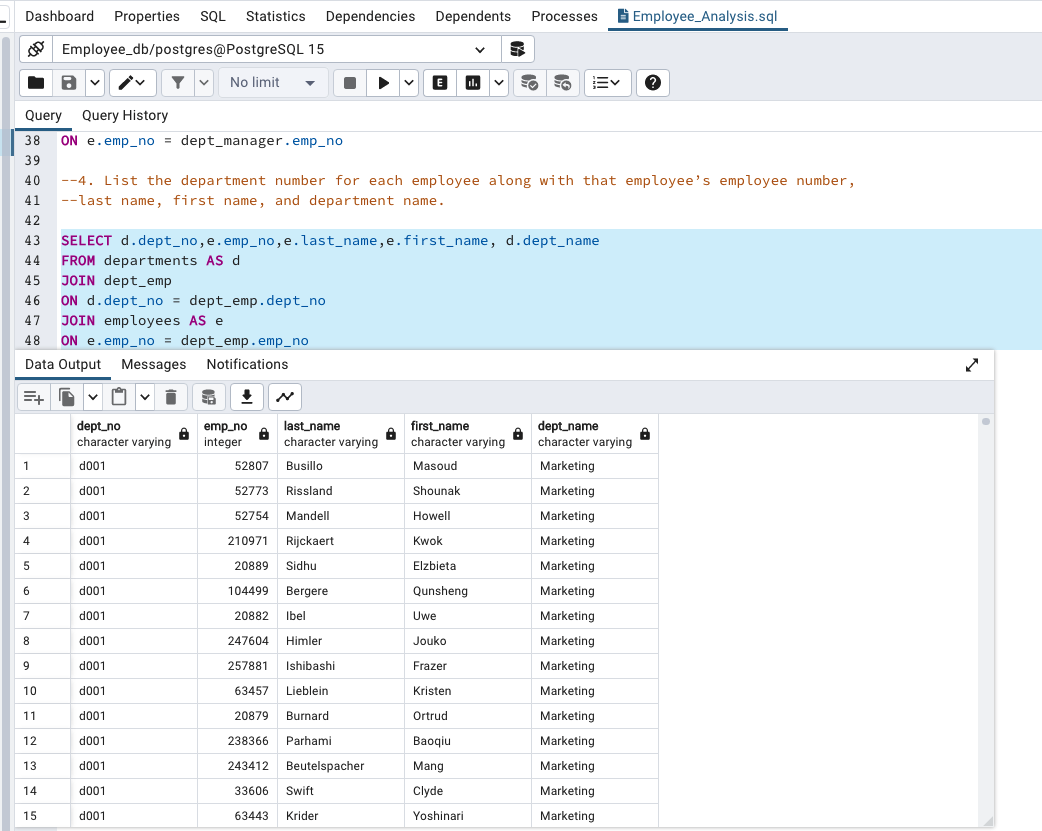 Dashboard Properties SQL Statistics Dependencies Dependents Processes Employee_Analysis.sql
Employee_db/postgres@PostgreSQL 15
No limit E
Query Query History
38 ON e.emp_no = dept_manager.emp_no
39
40 --4. List the department number for each employee along with that employee’s employee number,
41 --last name, first name, and department name.
42
43 SELECT d.dept_no,e.emp_no,e.last_name,e.first_name, d.dept_name
44 FROM departments AS d
45 JOIN dept_emp
46 ON d.dept_no = dept_emp.dept_no
47 JOIN employees AS e
48 ON e.emp_no = dept_emp.emp_no
Data Output Messages Notifications
dept_no emp_no last_name first_name dept_name
character varying integer character varying character varying character varying
1 d001 52807 Busillo Masoud Marketing
2 d001 52773 Rissland Shounak Marketing
3 d001 52754 Mandell Howell Marketing
4 d001 210971 Rijckaert Kwok Marketing
5 d001 20889 Sidhu Elzbieta Marketing
6 d001 104499 Bergere Qunsheng Marketing
7 d001 20882 Ibel Uwe Marketing
8 d001 247604 Himler Jouko Marketing
9 d001 257881 Ishibashi Frazer Marketing
10 d001 63457 Lieblein Kristen Marketing
11 d001 20879 Burnard Ortrud Marketing
12 d001 238366 Parhami Baoqiu Marketing
13 d001 243412 Beutelspacher Mang Marketing
14 d001 33606 Swift Clyde Marketing
15 d001 63443 Krider Yoshinari Marketing